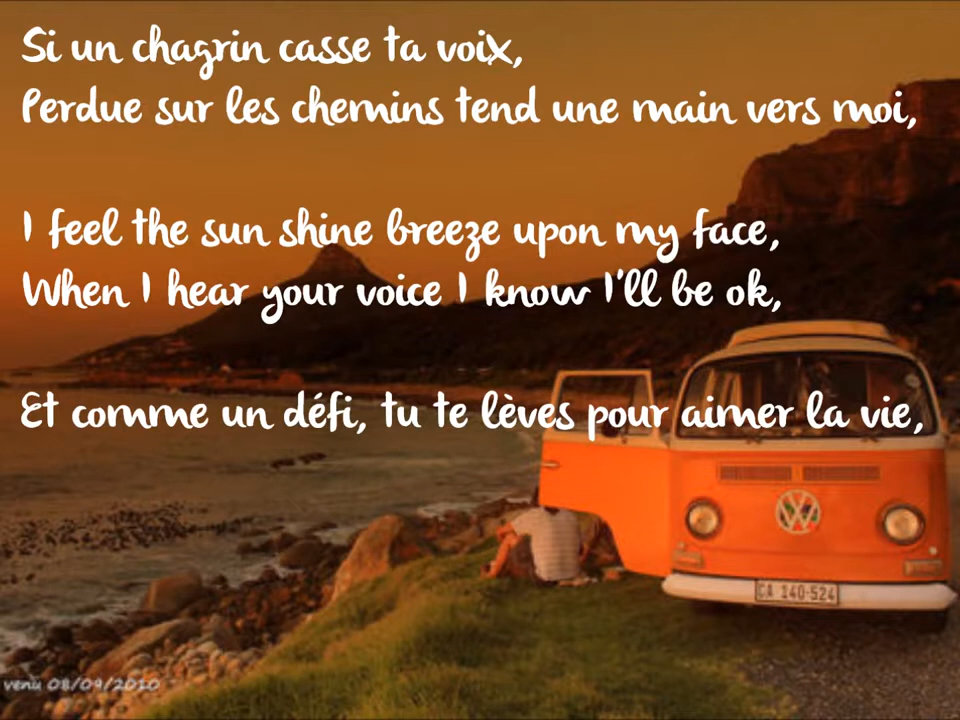 Si un chagrin casse ta voix,
Perdue sur les chemins tend une main vers moi,
I feel the sun shine breeze upon my face,
When I hear your voice I know I'll be ok,
Et comme un défi, tu te lèves pour aimer la vie,
CA 140-524
venu 08/09/2010